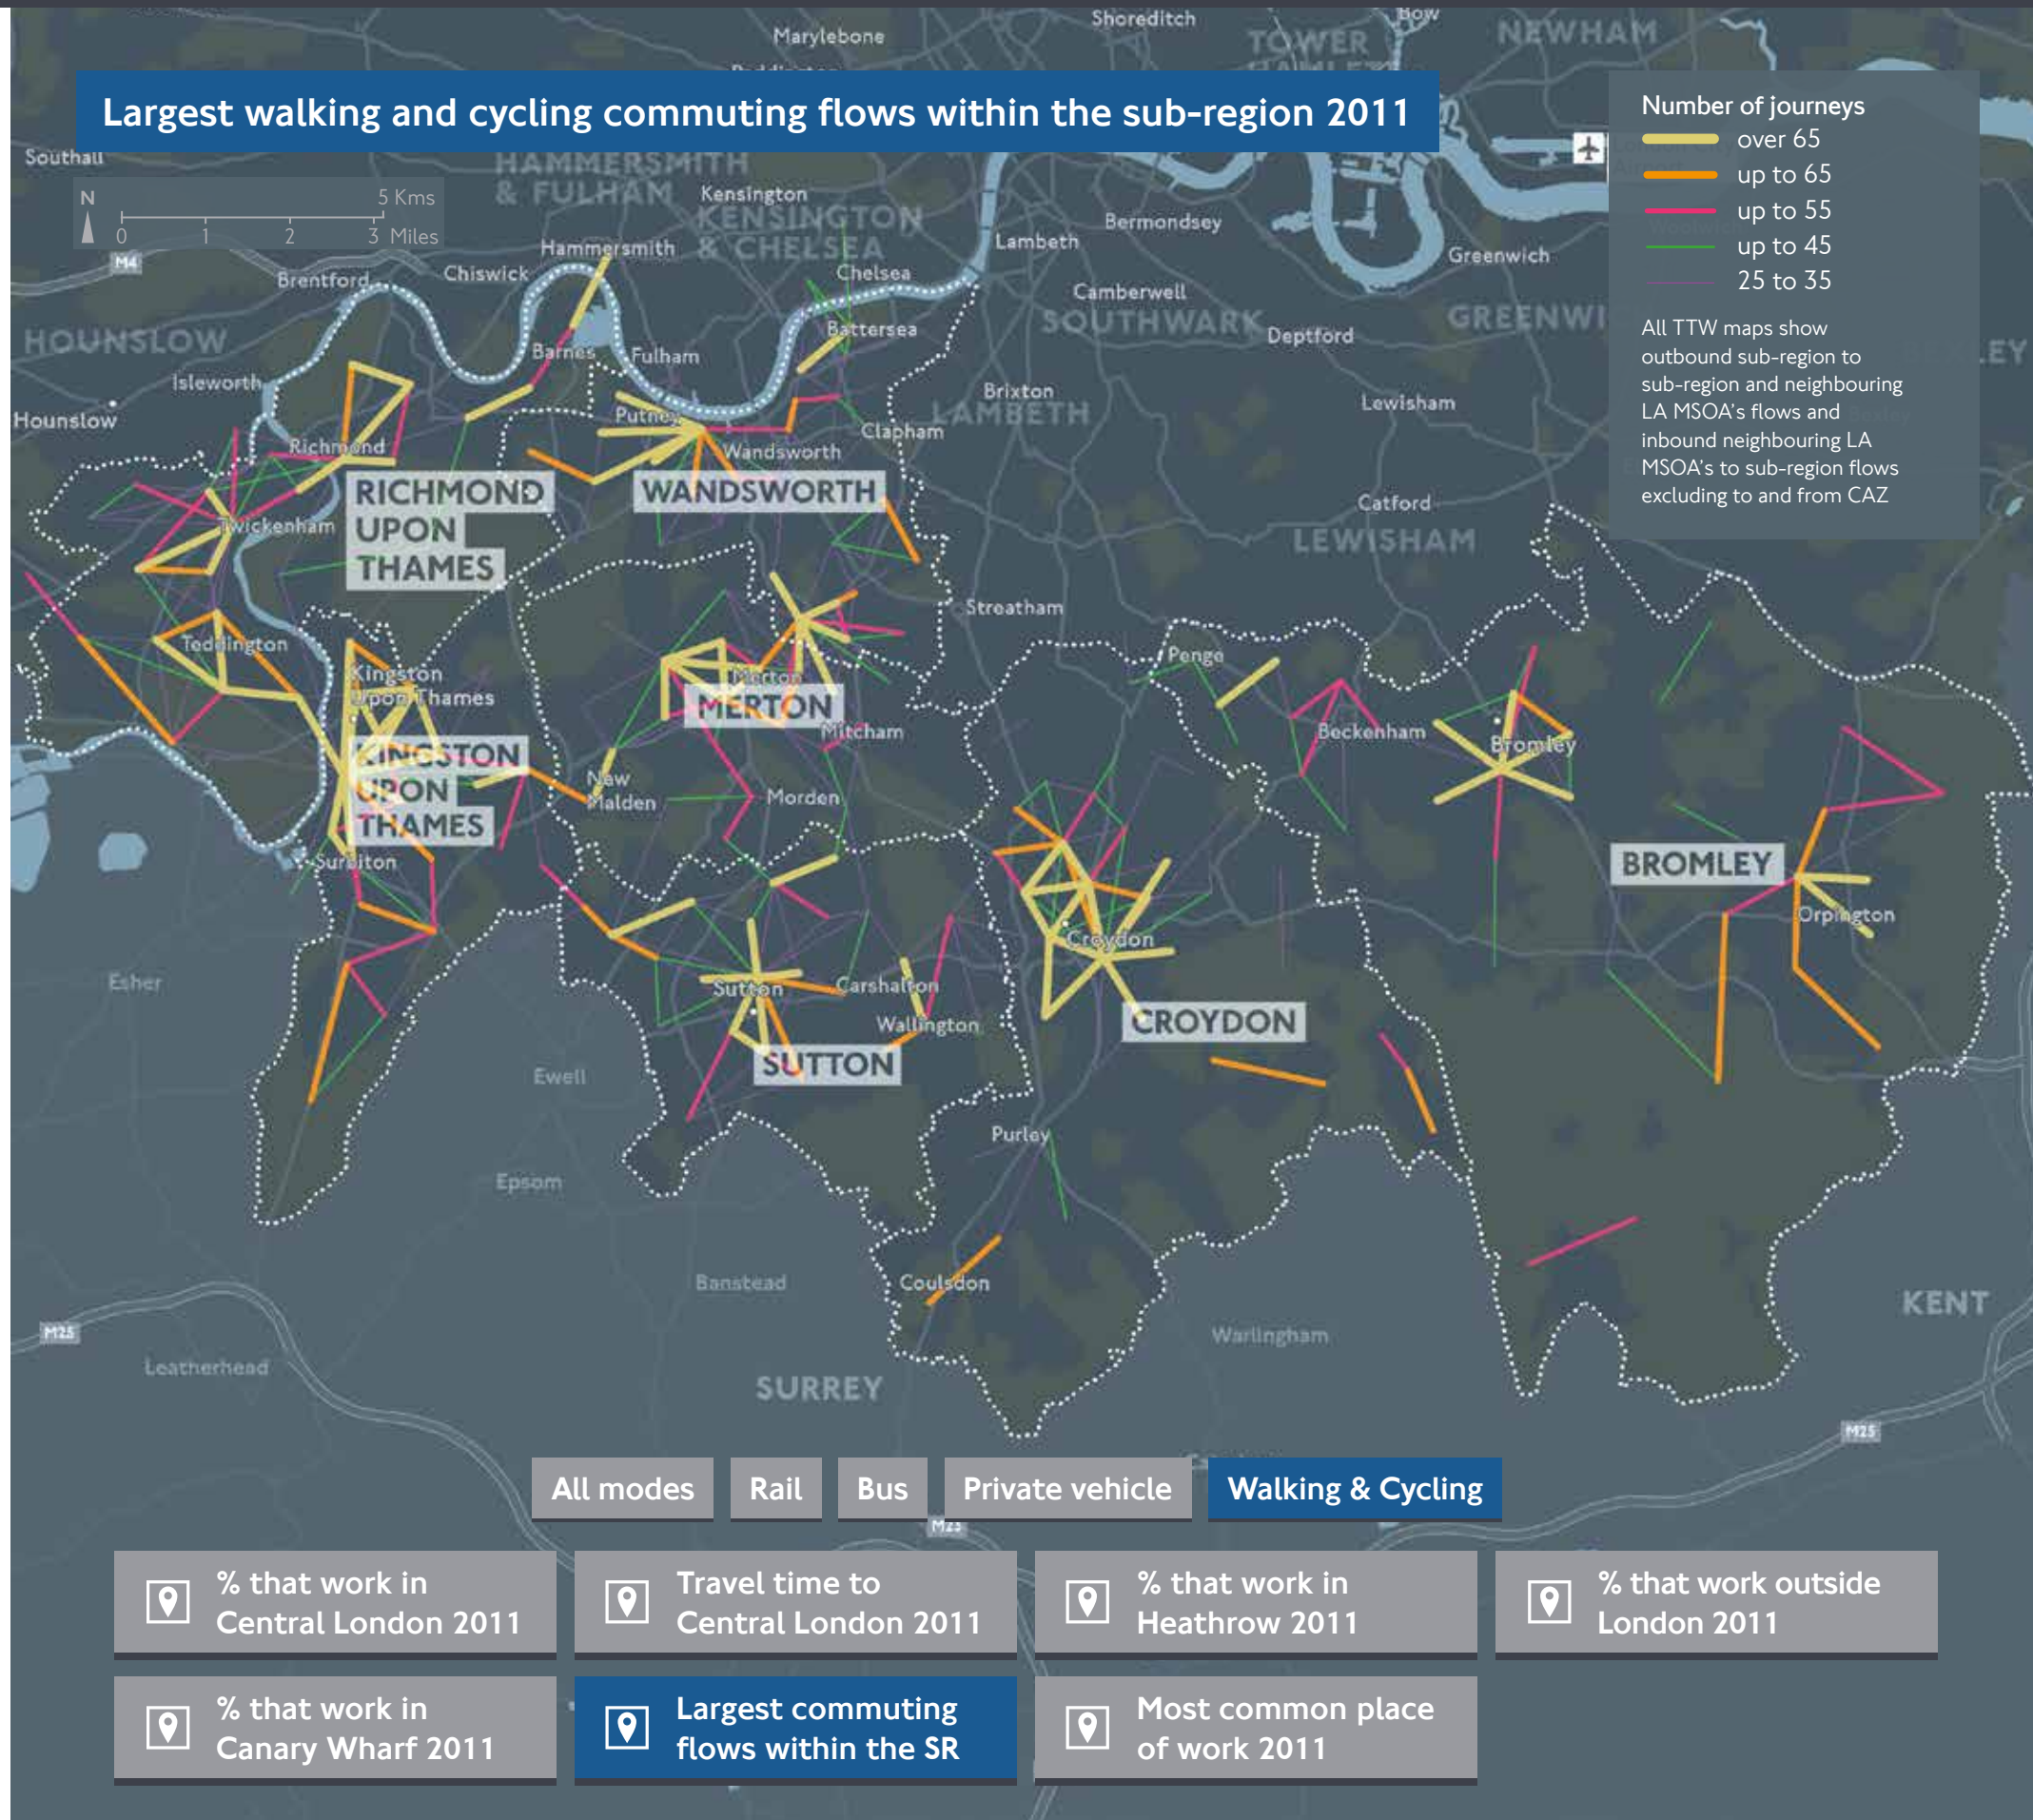 Shoreditch
Bow
Marylebone
TOWER
NEWHAM
Largest walking and cycling commuting flows within the sub-region 2011
Number of journeys
over 65
up to 65
up to 55
up to 45
25 to 35
All TTW maps show
outbound sub-region to
sub-region and neighbouring
LA MSOA's flows and
inbound neighbouring LA
MSOA's to sub-region flows
excluding to and from CAZ
Southall
N
5 Kms
0 1 2 3 Miles
HAMMERSMITH
& FULHAM
Kensington
KENSINGTON
& CHELSEA
Hammersmith
Lambeth
Bermondsey
Greenwich
M4
Brentford
Chiswick
Chelsea
Camberwell
SOUTHWARK
Deptford
HOUNSLOW
Battersea
Barnes
Fulham
Isleworth
Hounslow
Brixton
LAMBETH
Lewisham
Putney
Clapham
Richmond
Wandsworth
RICHMOND
UPON
THAMES
WANDSWORTH
Catford
LEWISHAM
Twickenham
Streatham
Teddington
Kingston
Upon Thames
Penge
Merton
MERTON
Mitcham
Beckenham
Bromley
KINGSTON
UPON
THAMES
New
Malden
Morden
Surbiton
BROMLEY
Orpington
Croydon
Esher
Sutton
Carshalton
Wallington
CROYDON
SUTTON
Ewell
Purley
Epsom
Banstead
Coulsdon
KENT
M25
Leatherhead
Warlingham
SURREY
M25
All modes
Rail
Bus
Private vehicle
Walking & Cycling
M23
% that work in
Central London 2011
Travel time to
Central London 2011
% that work in
Heathrow 2011
% that work outside
London 2011
% that work in
Canary Wharf 2011
Largest commuting
flows within the SR
Most common place
of work 2011